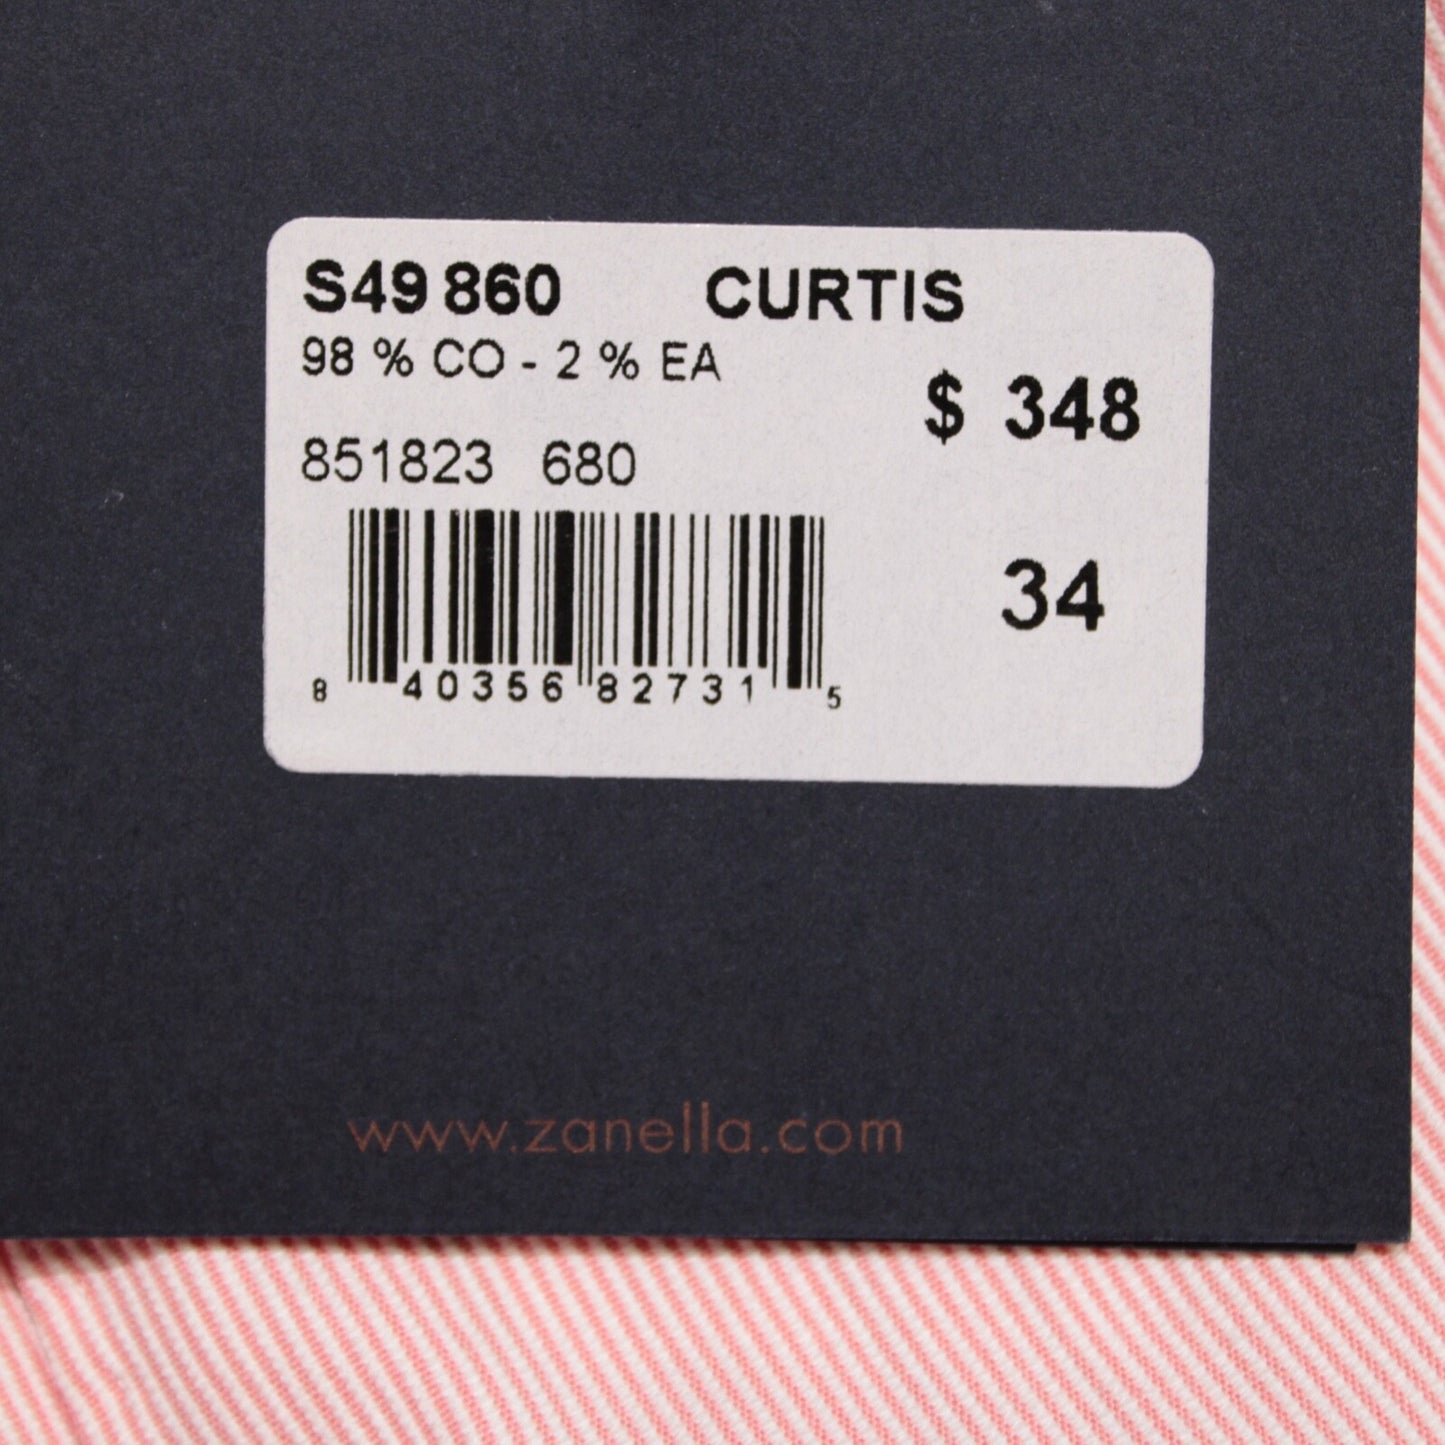 S49 860 CURTIS
98 % CO - 2 % EA
$ 348
851823 680
34
8 40356 82731 5
www.zanella.com